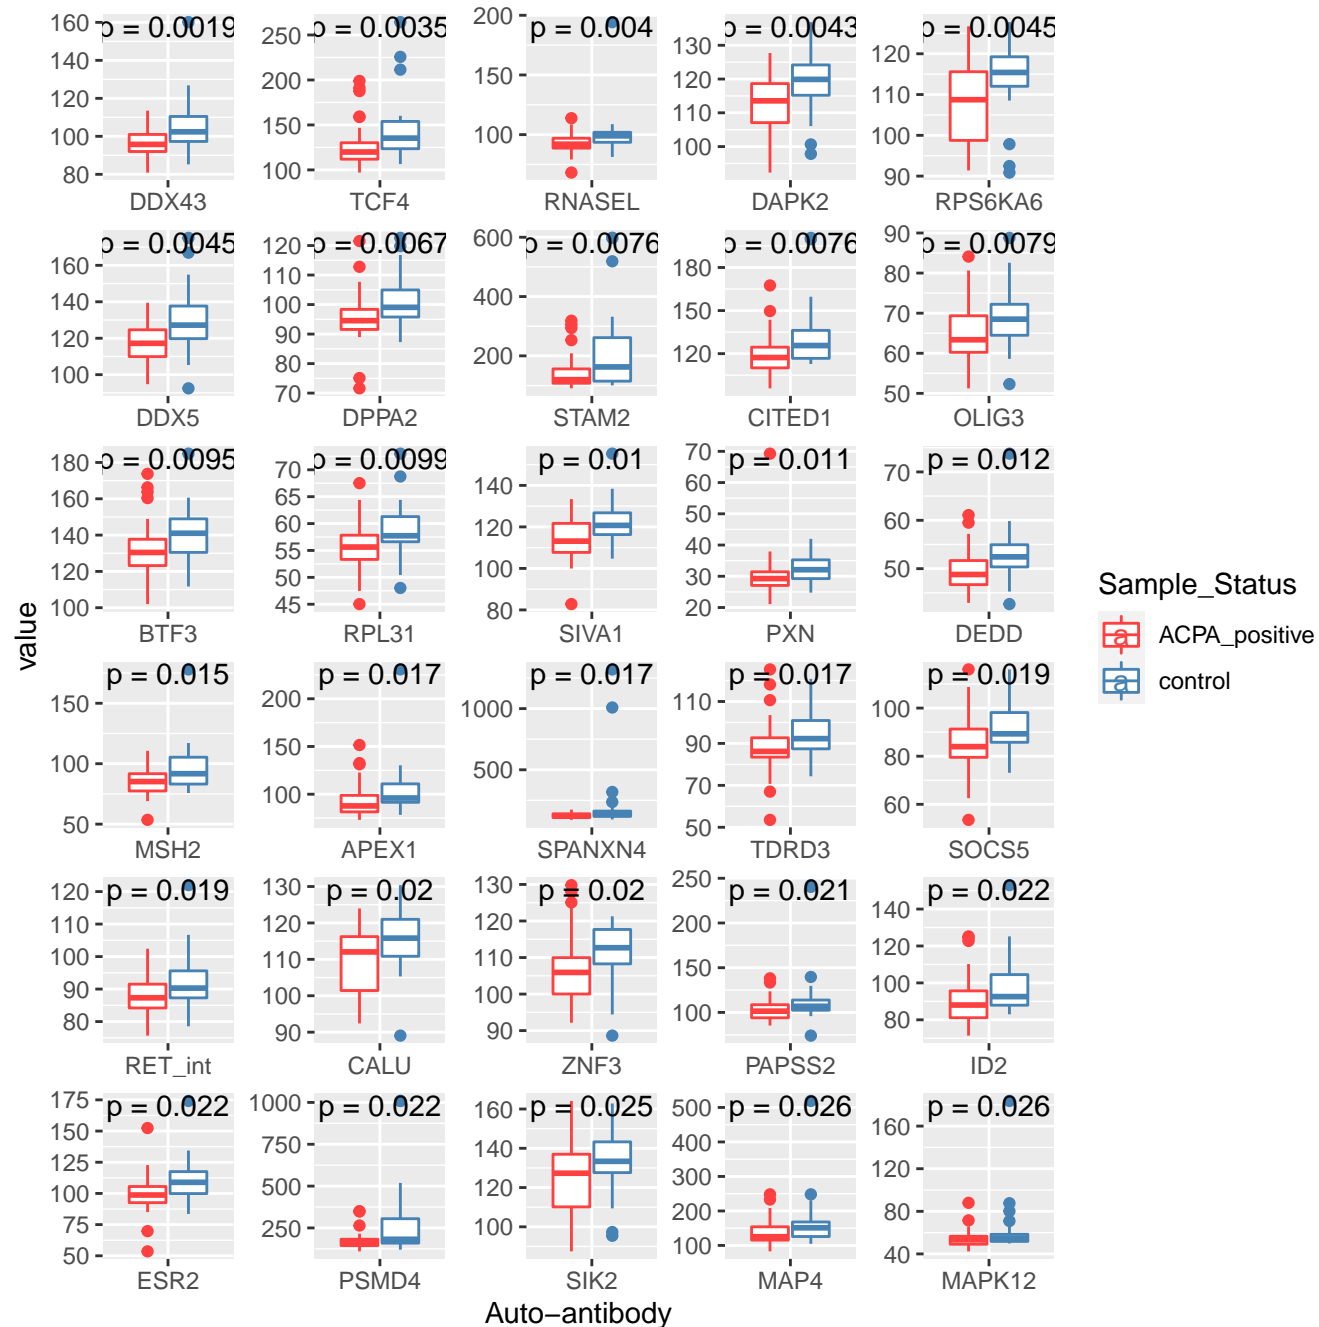 p = 0.0019 p = 0.0035 p = 0.004 p = 0.0043 p = 0.0045
160 140 120 100 80
250 200 150 100
200 150 100
130 120 110 100
120 110 100 90
DDX43 TCF4 RNASEL DAPK2 RPS6KA6
p = 0.0045 p = 0.0067 p = 0.0076 p = 0.0076 p = 0.0079
160 140 120 100
120 110 100 90 80 70
600 400 200
180 150 120
90 80 70 60 50
DDX5 DPPA2 STAM2 CITED1 OLIG3
p = 0.0095 p = 0.0099 p = 0.01 p = 0.011 p = 0.012
180 160 140 120 100
70 65 60 55 50 45
140 120 100 80
70 60 50 40 30 20
70 60 50
BTF3 RPL31 SIVA1 PXN DEDD
p = 0.015 p = 0.017 p = 0.017 p = 0.017 p = 0.019
150 100 50
200 150 100
1000 500
110 90 70 50
100 80 60
MSH2 APEX1 SPANXN4 TDRD3 SOCS5
p = 0.019 p = 0.02 p = 0.02 p = 0.021 p = 0.022
120 110 100 90 80
130 120 110 100 90
130 120 110 100 90
250 200 150 100
140 120 100 80
RET_int CALU ZNF3 PAPSS2 ID2
p = 0.022 p = 0.022 p = 0.025 p = 0.026 p = 0.026
175 150 125 100 75 50
1000 750 500 250
160 140 120 100
500 400 300 200 100
160 120 80 40
ESR2 PSMD4 SIK2 MAP4 MAPK12
value
Auto−antibody
Sample_Status
a ACPA_positive
a control